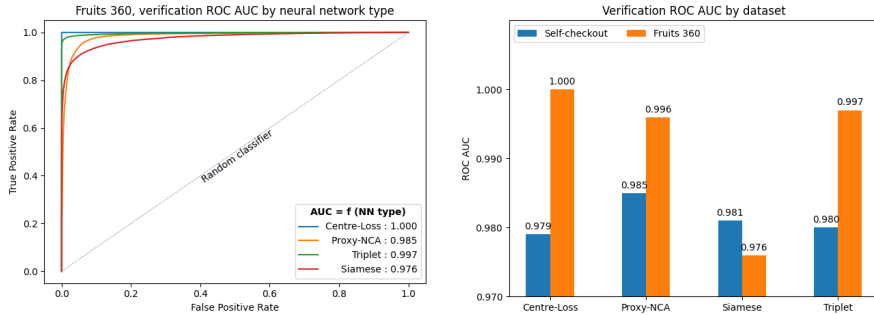 Fruits 360, verification ROC AUC by neural network type
True Positive Rate
1.0
0.8
0.6
0.4
0.2
0.0
Random classifier
AUC = f (NN type)
Centre-Loss : 1.000
Proxy-NCA : 0.985
Triplet : 0.997
Siamese : 0.976
0.0 0.2 0.4 0.6 0.8 1.0
False Positive Rate
Verification ROC AUC by dataset
Self-checkout Fruits 360
ROC AUC
1.000
0.990
0.980
0.970
0.979 1.000
0.985 0.996
0.981 0.976
0.980 0.997
Centre-Loss Proxy-NCA Siamese Triplet